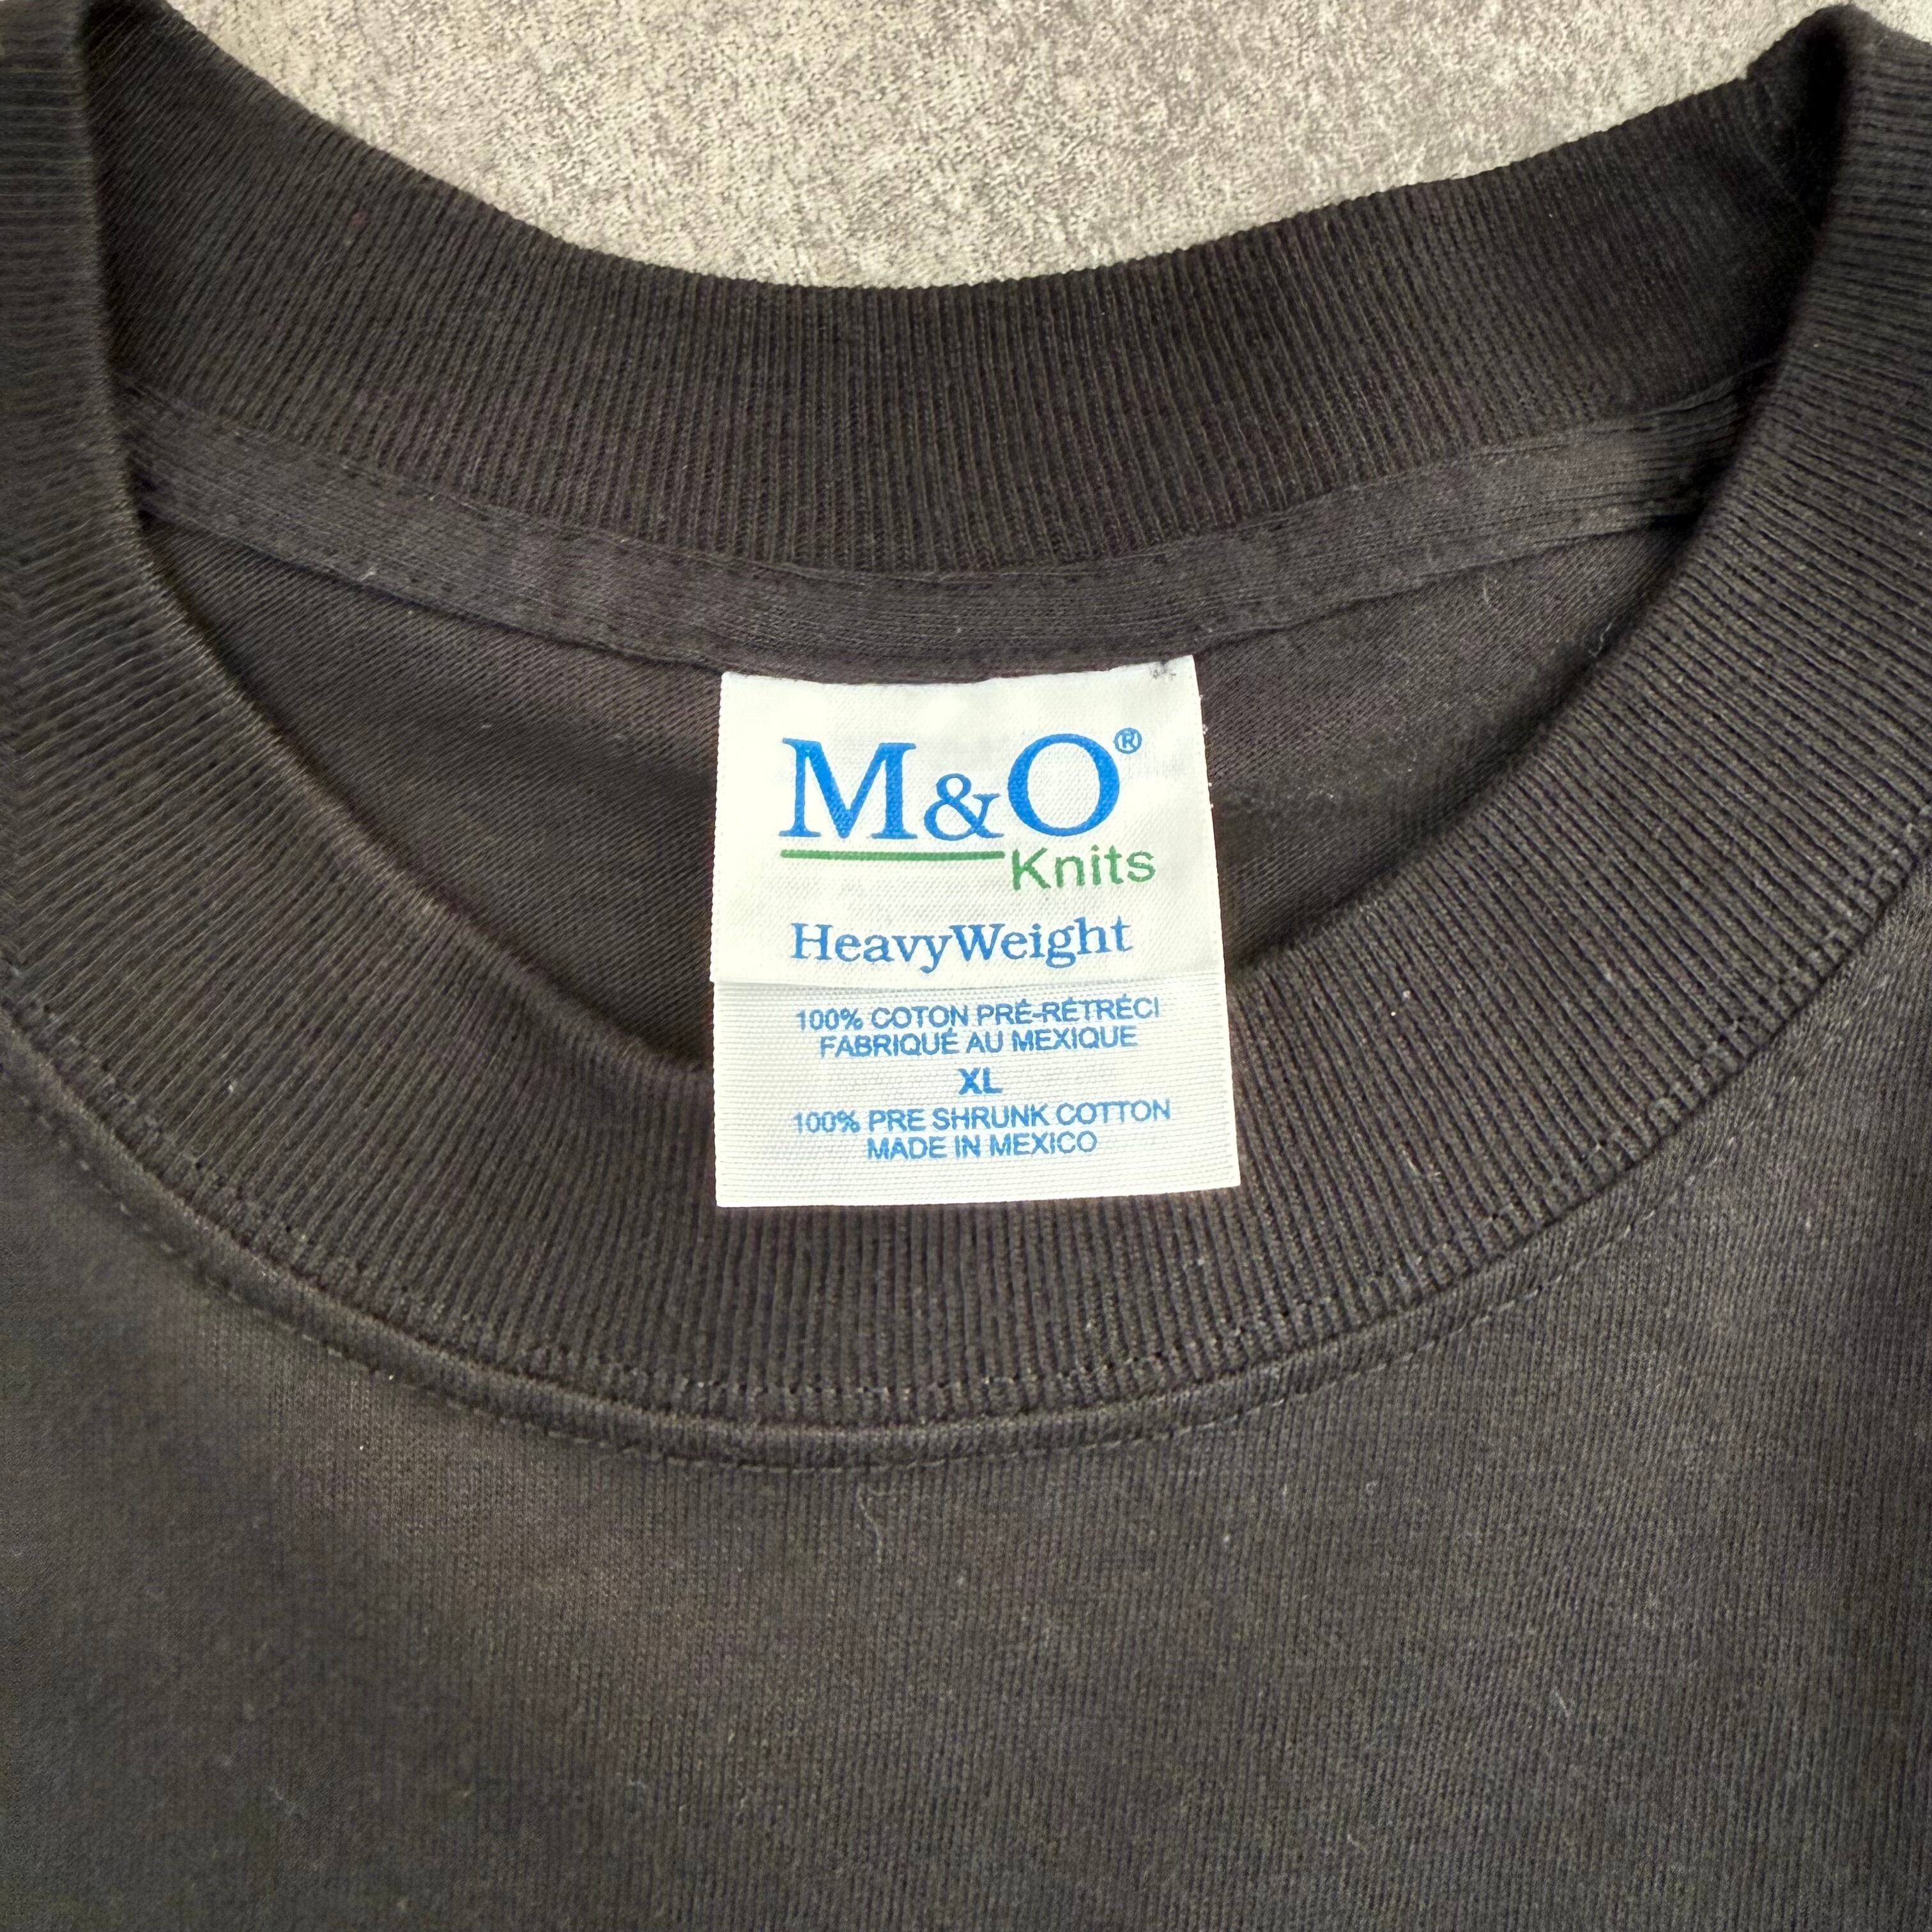 M&O®
Knits
HeavyWeight
100% COTON PRÉ-RÉTRÉCI
FABRIQUÉ AU MEXIQUE
XL
100% PRE SHRUNK COTTON
MADE IN MEXICO